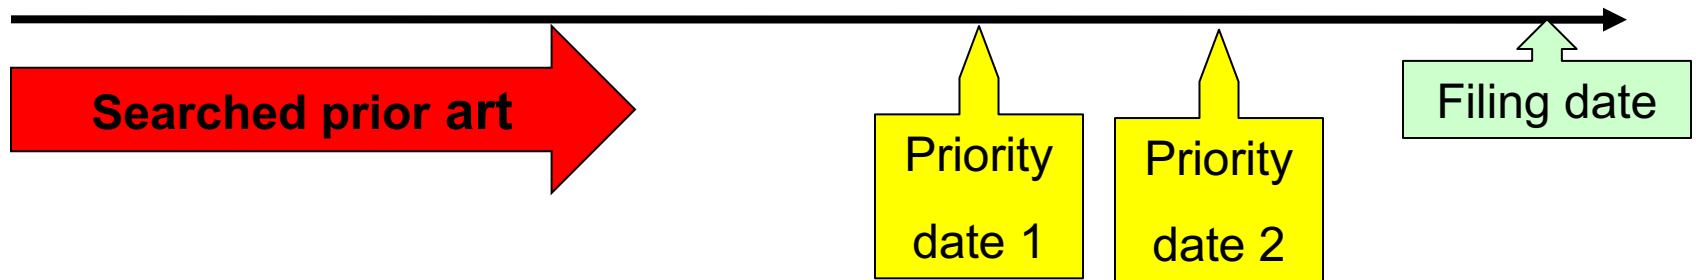 Searched prior art
Priority
date 1
Priority
date 2
Filing date